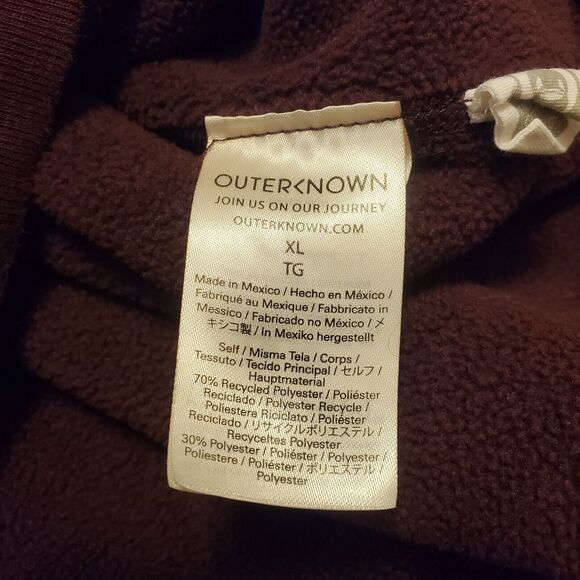 OUTERKNOWN
JOIN US ON OUR JOURNEY
OUTERKNOWN.COM
XL
TG
Made in Mexico / Hecho en México /
Fabriqué au Mexique / Fabbricato in
Messico / Fabricado no México / メ
キシコ製 / In Mexiko hergestellt
Self / Misma Tela / Corps /
Tessuto / Tecido Principal / セルフ /
Hauptmaterial
70% Recycled Polyester / Poliéster
Reciclado / Polyester Recycle /
Poliestere Riciclato / Poliéster
Reciclado / リサイクルポリエステル /
Recyceltes Polyester
30% Polyester / Poliéster / Polyester /
Poliestere / Poliéster / ポリエステル /
Polyester